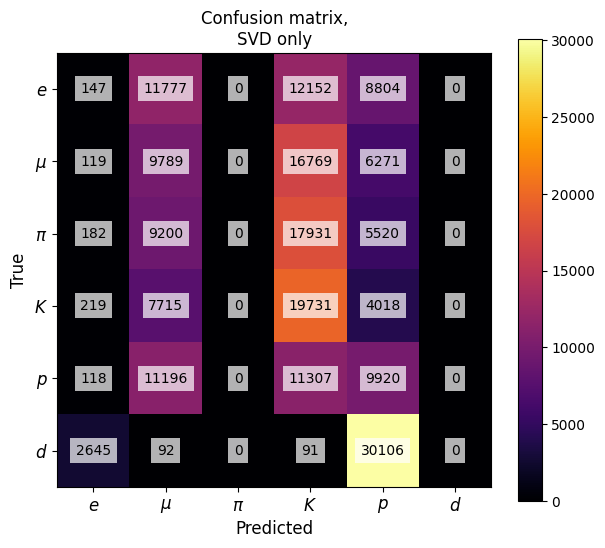 Confusion matrix,
SVD only
True
e 147 11777 0 12152 8804 0
μ 119 9789 0 16769 6271 0
π 182 9200 0 17931 5520 0
K 219 7715 0 19731 4018 0
p 118 11196 0 11307 9920 0
d 2645 92 0 91 30106 0
e μ π K p d
Predicted
30000
25000
20000
15000
10000
5000
0